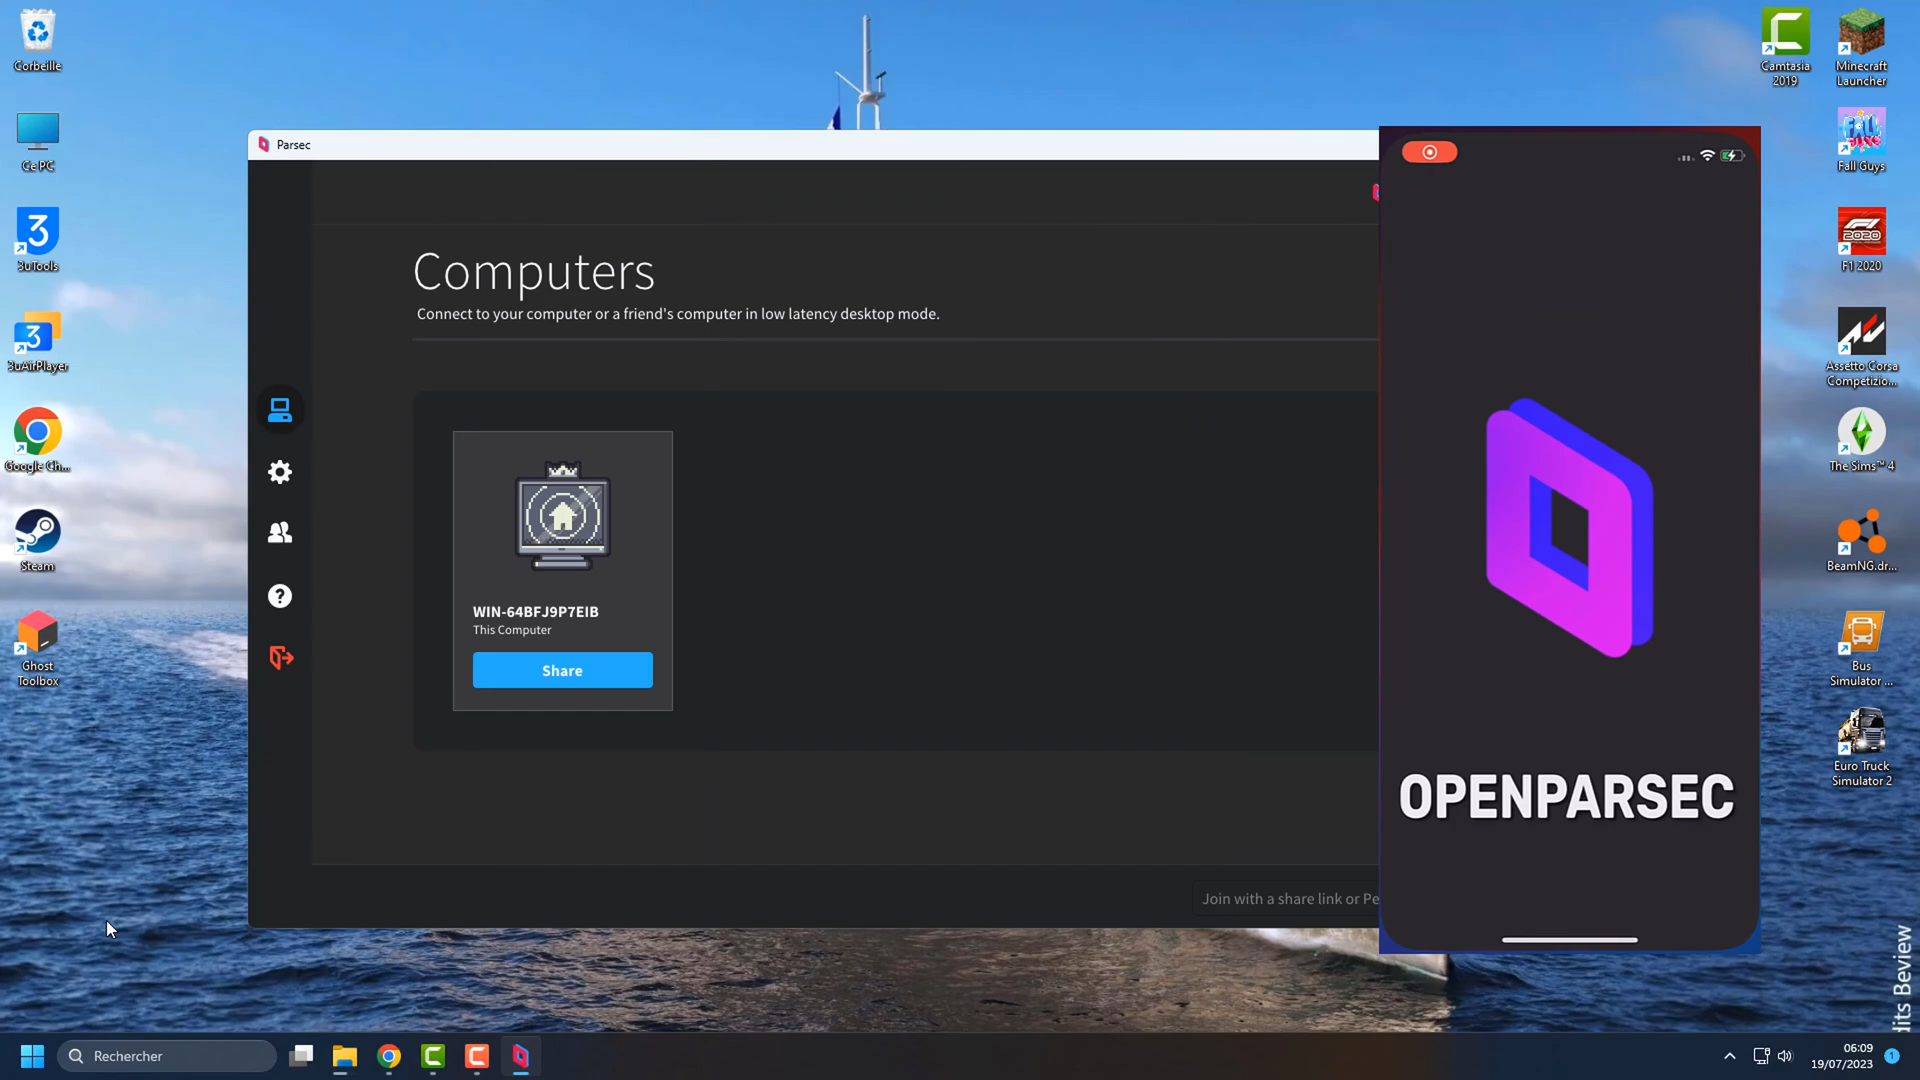 Corbeille
Ce PC
3uTools
3uAirPlayer
Google Ch...
Steam
Ghost
Toolbox
Parsec
Computers
Connect to your computer or a friend's computer in low latency desktop mode.
WIN-64BFJ9P7EIB
This Computer
Share
Join with a share link or Pe
OPENPARSEC
Camtasia
2019
Minecraft
Launcher
Fall Guys
F1 2020
Assetto Corsa
Competizio...
The Sims™ 4
BeamNG.dr...
Bus
Simulator ...
Euro Truck
Simulator 2
dits Beview
Rechercher
06:09
19/07/2023
1